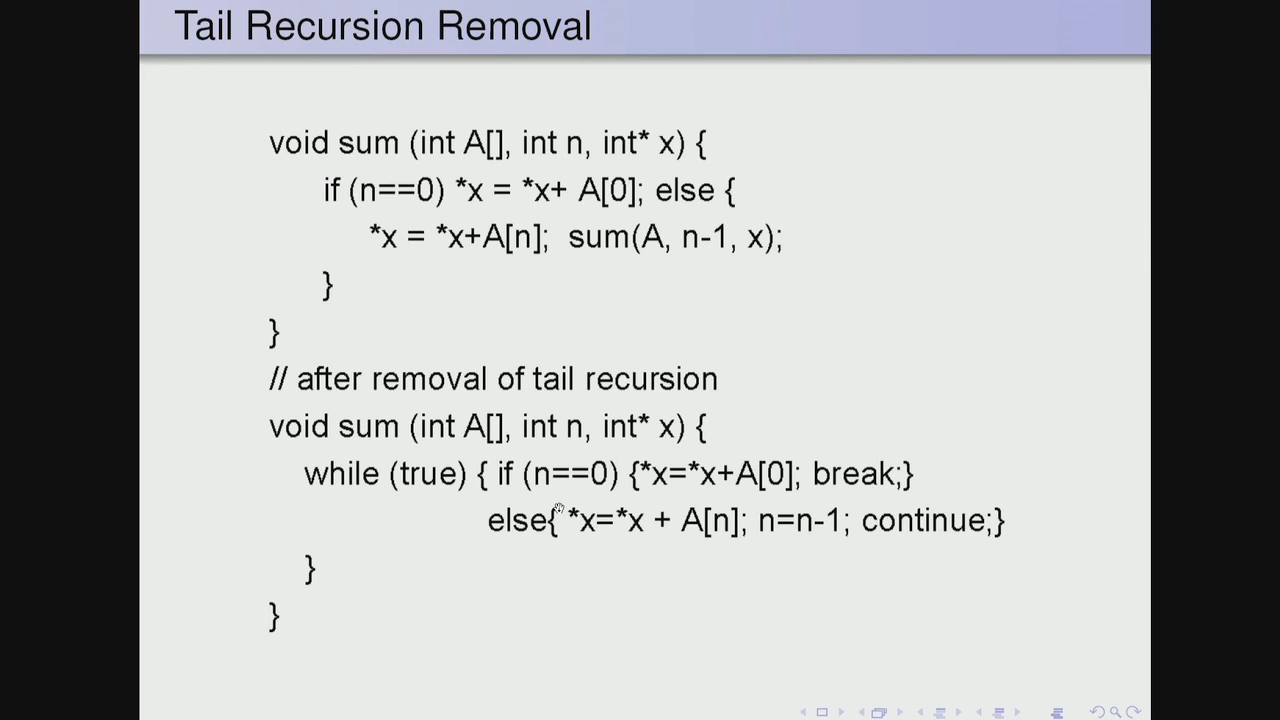 Tail Recursion Removal
void sum (int A[], int n, int* x) {
if (n==0) *x = *x+ A[0]; else {
*x = *x+A[n]; sum(A, n-1, x);
}
}
// after removal of tail recursion
void sum (int A[], int n, int* x) {
while (true) { if (n==0) {*x=*x+A[0]; break;}
else{ *x=*x + A[n]; n=n-1; continue;}
}
}